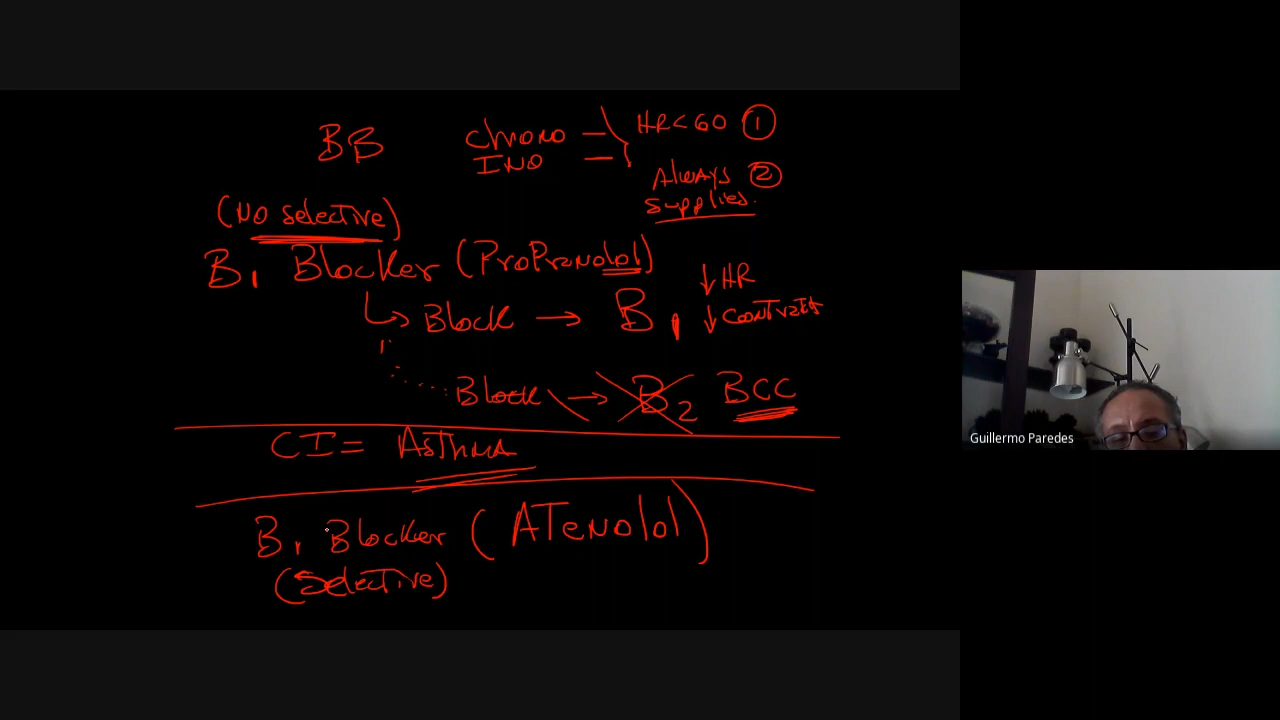 BB
chrono –
INO –
HR < 60 ①
Always ②
supplies.
(No selective)
B1 Blocker (ProPranolol)
↳ Block → B1
↓ HR
↓ Contract
Block → B2 BCC
CI = Asthma
B1 Blocker (ATenolol)
(Selective)
Guillermo Paredes